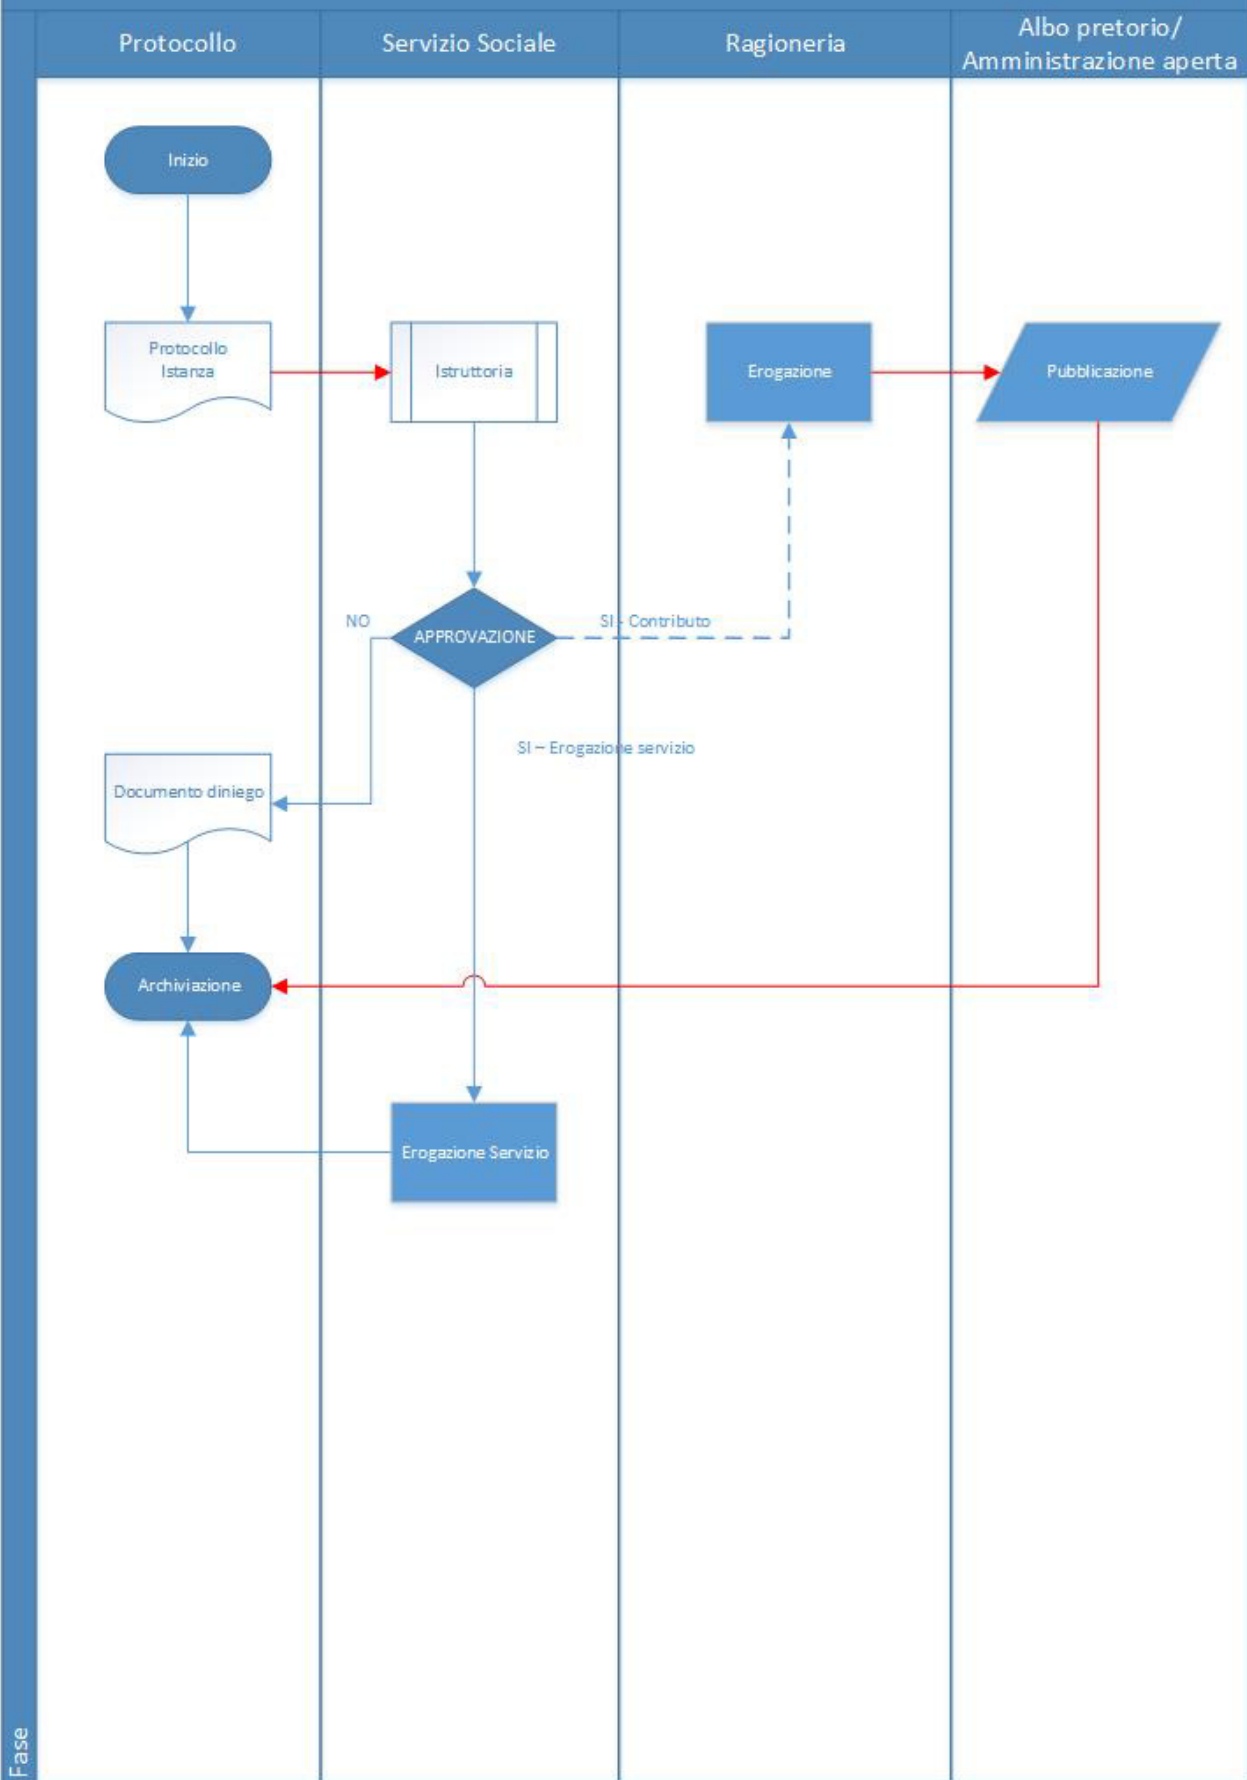 Protocollo
Servizio Sociale
Ragioneria
Albo pretorio/
Amministrazione aperta
Inizio
Protocollo
Istanza
Istruttoria
Erogazione
Pubblicazione
NO
APPROVAZIONE
SI - Contributo
SI – Erogazione servizio
Documento diniego
Archiviazione
Erogazione Servizio
Fase